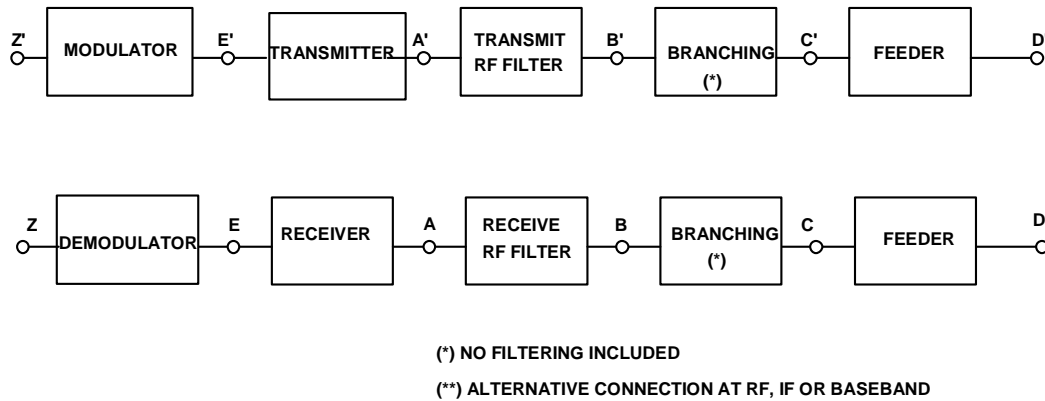 Z' MODULATOR E' TRANSMITTER A' TRANSMIT RF FILTER B' BRANCHING (*) C' FEEDER D'
Z DEMODULATOR E RECEIVER A RECEIVE RF FILTER B BRANCHING (*) C FEEDER D
(*) NO FILTERING INCLUDED
(**) ALTERNATIVE CONNECTION AT RF, IF OR BASEBAND